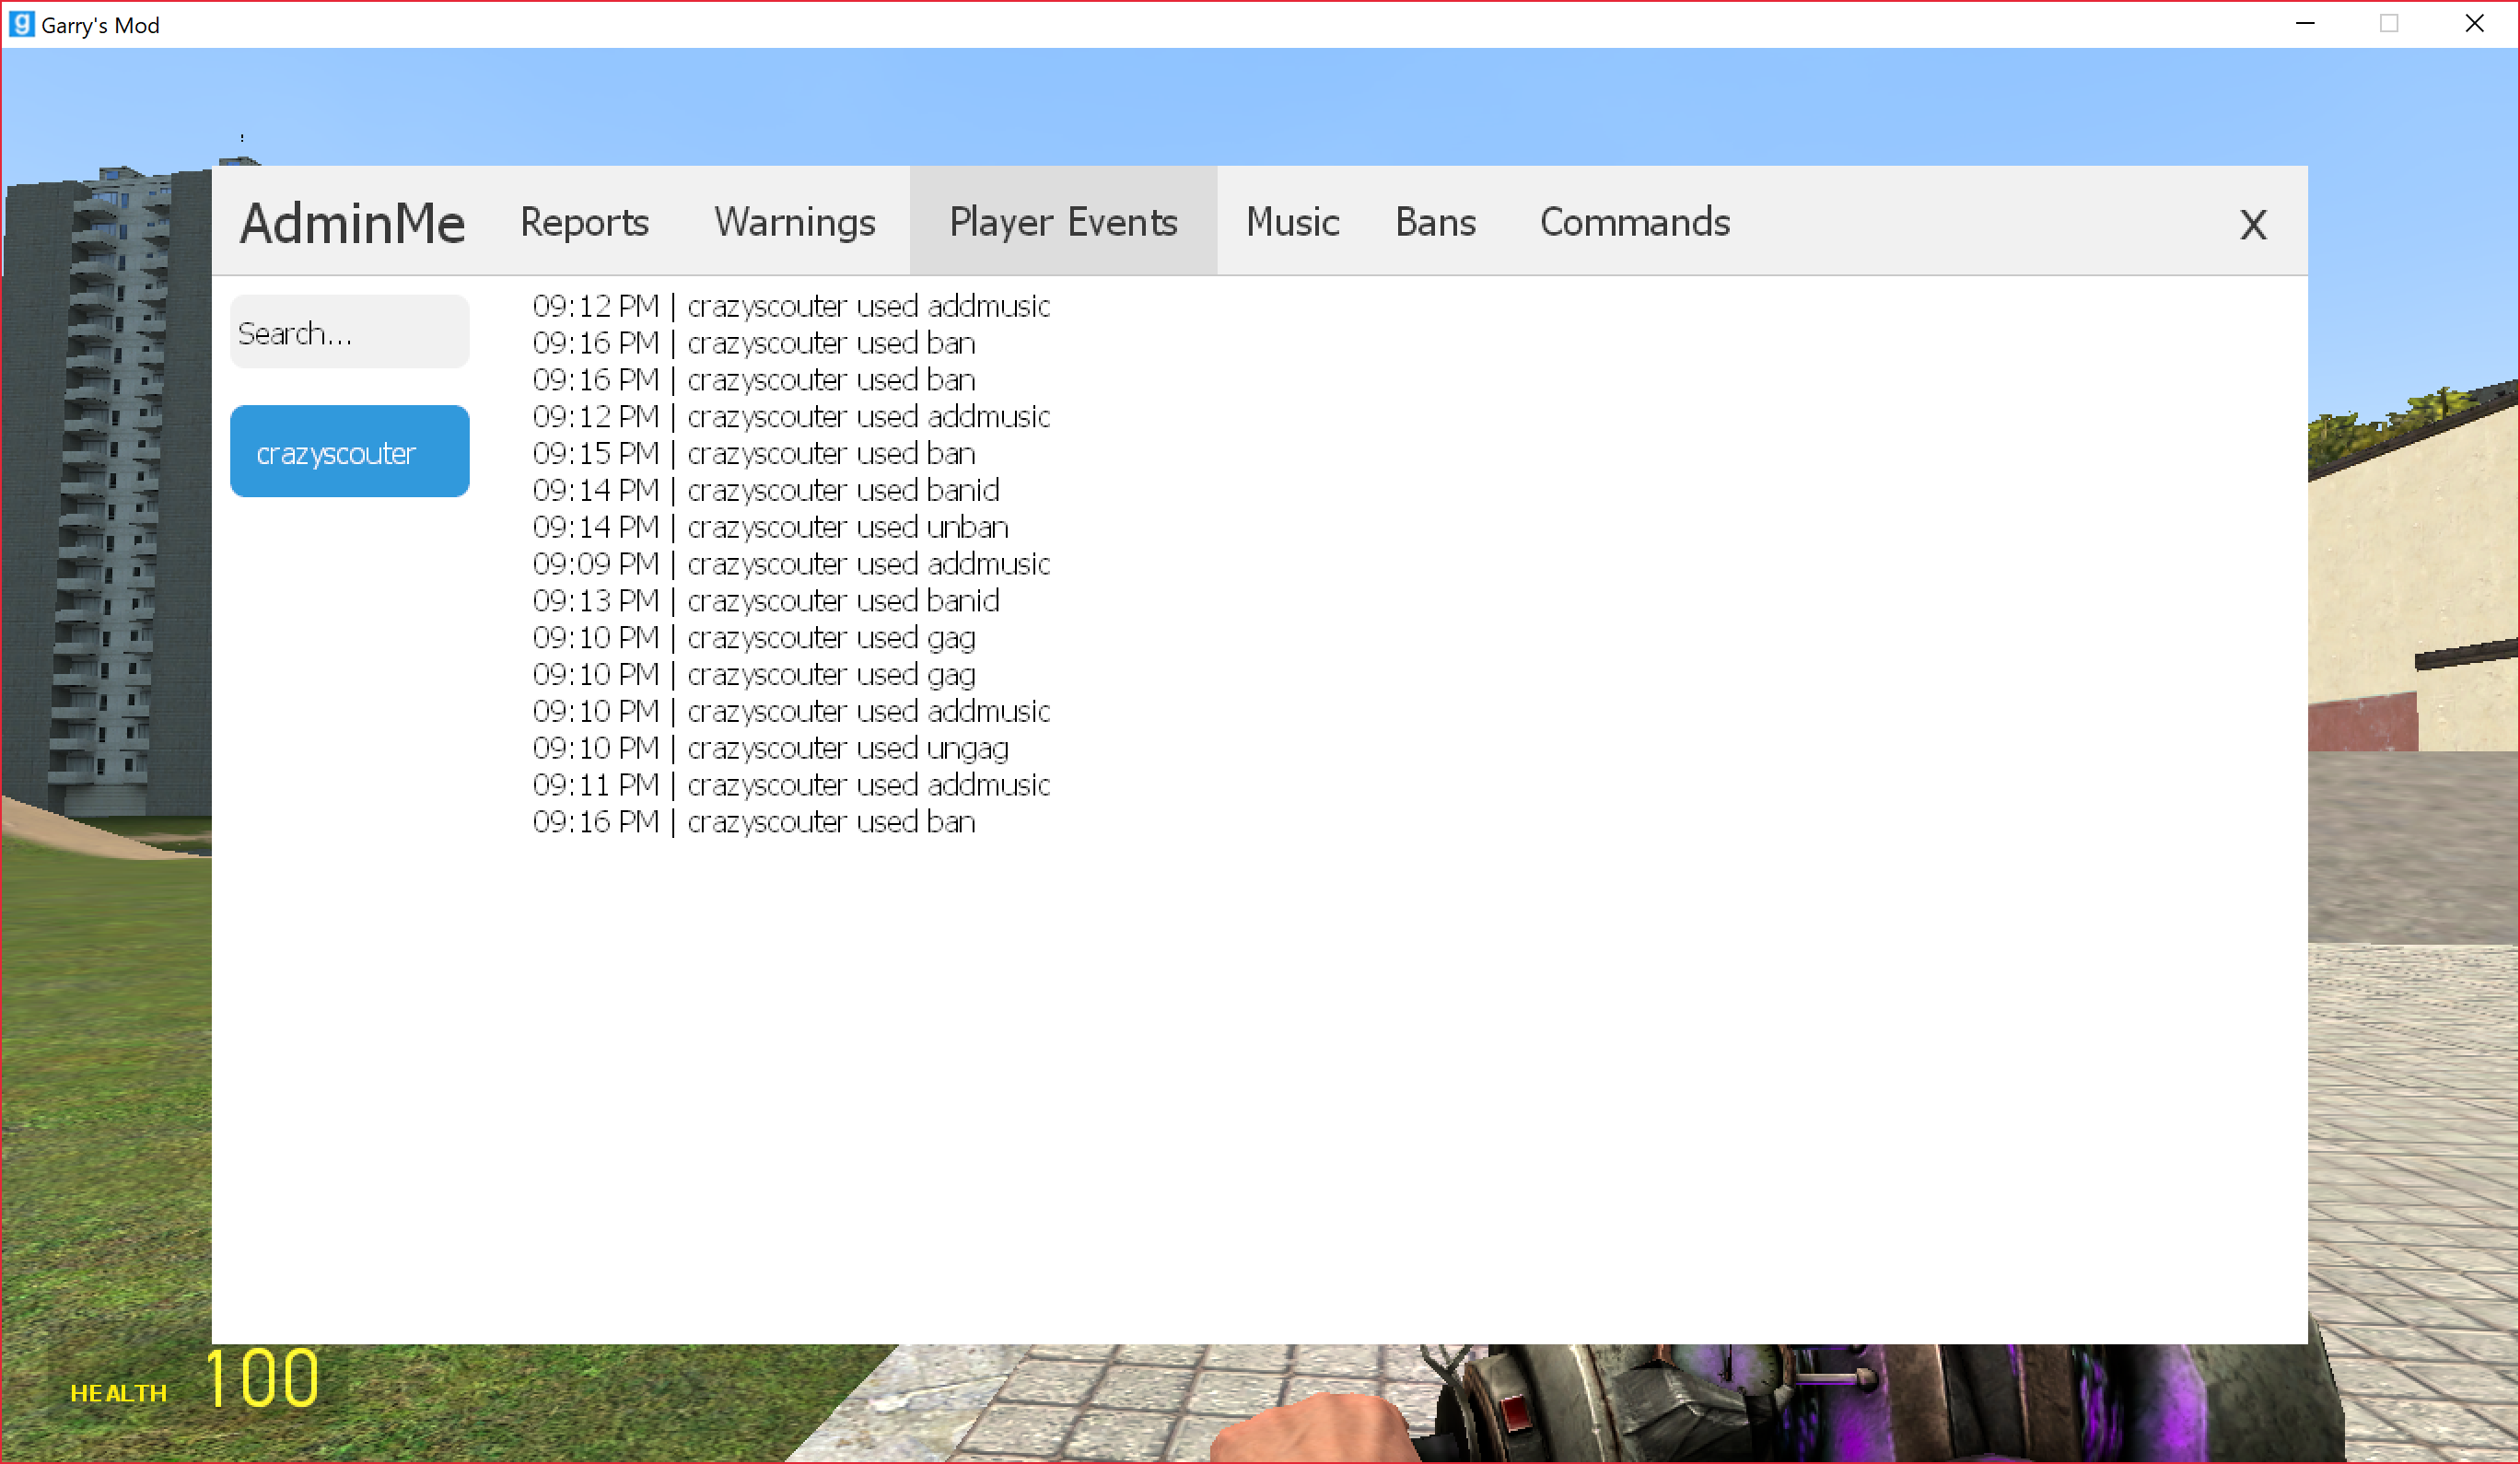 Garry's Mod
AdminMe Reports Warnings Player Events Music Bans Commands X
Search...
crazyscouter
09:12 PM | crazyscouter used addmusic
09:16 PM | crazyscouter used ban
09:16 PM | crazyscouter used ban
09:12 PM | crazyscouter used addmusic
09:15 PM | crazyscouter used ban
09:14 PM | crazyscouter used banid
09:14 PM | crazyscouter used unban
09:09 PM | crazyscouter used addmusic
09:13 PM | crazyscouter used banid
09:10 PM | crazyscouter used gag
09:10 PM | crazyscouter used gag
09:10 PM | crazyscouter used addmusic
09:10 PM | crazyscouter used ungag
09:11 PM | crazyscouter used addmusic
09:16 PM | crazyscouter used ban
HEALTH 100